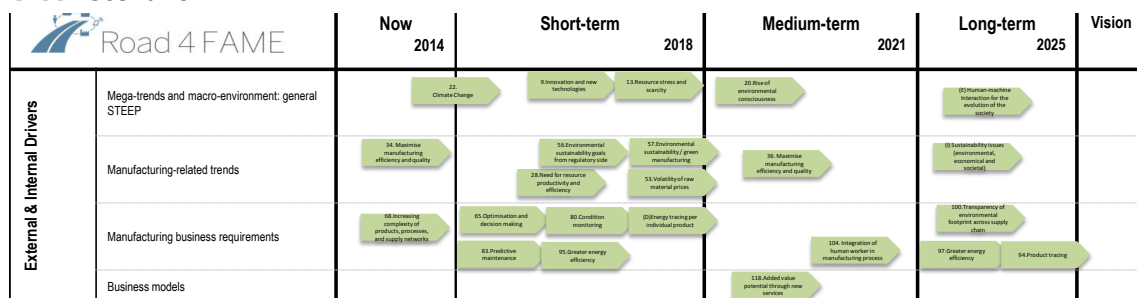 Road 4 FAME
Now
2014
Short-term
2018
Medium-term
2021
Long-term
2025
Vision
External & Internal Drivers
Mega-trends and macro-environment: general
STEEP
22.
Climate Change
9.Innovation and new
technologies
13.Resource stress and
scarcity
20.Rise of
environmental
consciousness
(E) Human-machine
Interaction for the
evolution of the
society
Manufacturing-related trends
34. Maximise
manufacturing
efficiency and quality
56.Environmental
sustainability goals
from regulatory side
57.Environmental
sustainability / green
manufacturing
28.Need for resource
productivity and
efficiency
53.Volatility of raw
material prices
36. Maximise
manufacturing
efficiency and quality
(I) Sustainability issues
(environmental,
economical and
societal)
Manufacturing business requirements
68.Increasing
complexity of
products, processes,
and supply networks
65.Optimisation and
decision making
80.Condition
monitoring
(D)Energy tracing per
individual product
83.Predictive
maintenance
95.Greater energy
efficiency
104. Integration of
human worker in
manufacturing process
100.Transparency of
environmental
footprint across supply
chain
97.Greater energy
efficiency
94.Product tracing
Business models
118.Added value
potential through new
services